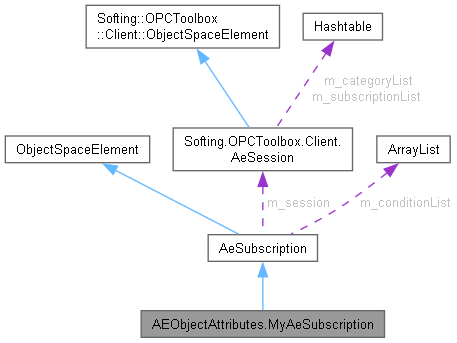 Softing::OPCToolbox
::Client::ObjectSpaceElement
Hashtable
m_categoryList
m_subscriptionList
ObjectSpaceElement
Softing.OPCToolbox.Client.
AeSession
ArrayList
m_session
m_conditionList
AeSubscription
AEObjectAttributes.MyAeSubscription